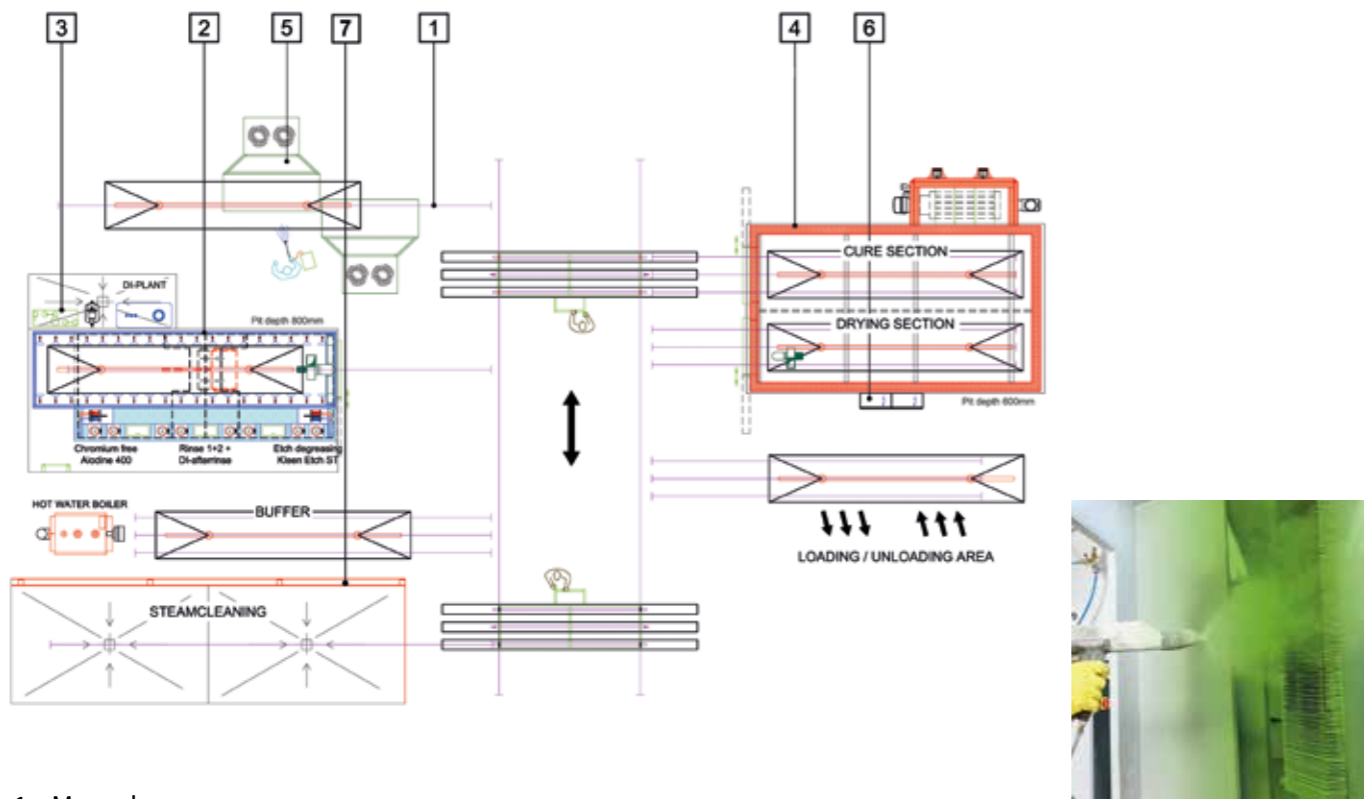 3
2
5
7
1
4
6
CURE SECTION
DI-PLANT
Pit depth 800mm
DRYING SECTION
Pit depth 600mm
Chromium free
Alodine 400
Rinse 1+2 +
DI-afterrinse
Etch degreasing
Kleen Etch ST
HOT WATER BOILER
BUFFER
LOADING / UNLOADING AREA
STEAMCLEANING